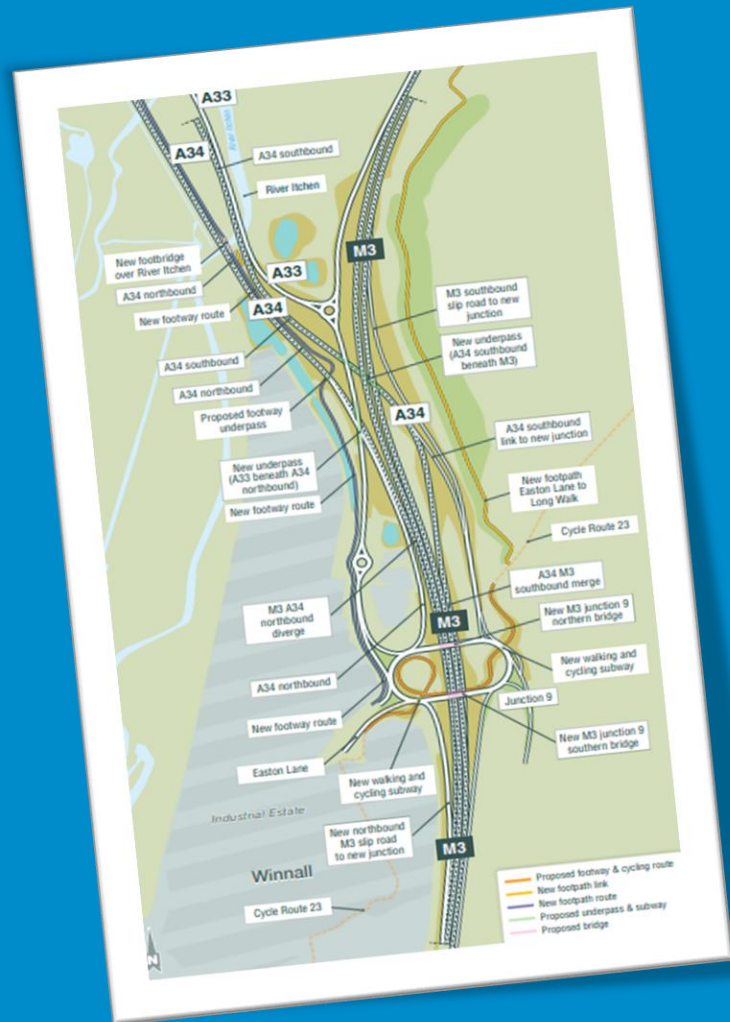 A33
A34
River Itchen
A34 southbound
River Itchen
M3
New footbridge
over River Itchen
A34 northbound
New footway route
A33
A34
M3 southbound
slip road to new
junction
New underpass
(A34 southbound
beneath M3)
A34 southbound
A34 northbound
Proposed footway
underpass
A34
A34 southbound
link to new junction
New underpass
(A33 beneath A34
northbound)
New footway route
New footpath
Easton Lane to
Long Walk
Cycle Route 23
A34 M3
southbound merge
M3 A34
northbound
diverge
M3
New M3 junction 9
northern bridge
New walking and
cycling subway
A34 northbound
Junction 9
New footway route
New M3 junction 9
southern bridge
Easton Lane
New walking and
cycling subway
Industrial Estate
New northbound
M3 slip road
to new junction
M3
Winnall
Cycle Route 23
Proposed footway & cycling route
New footpath link
New footpath route
Proposed underpass & subway
Proposed bridge
N